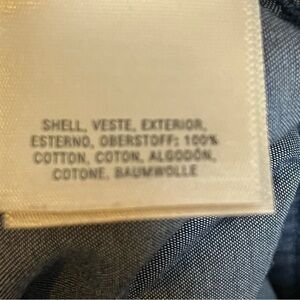 SHELL, VESTE, EXTERIOR,
ESTERNO, OBERSTOFF: 100%
COTTON, COTON, ALGODÓN,
COTONE, BAUMWOLLE